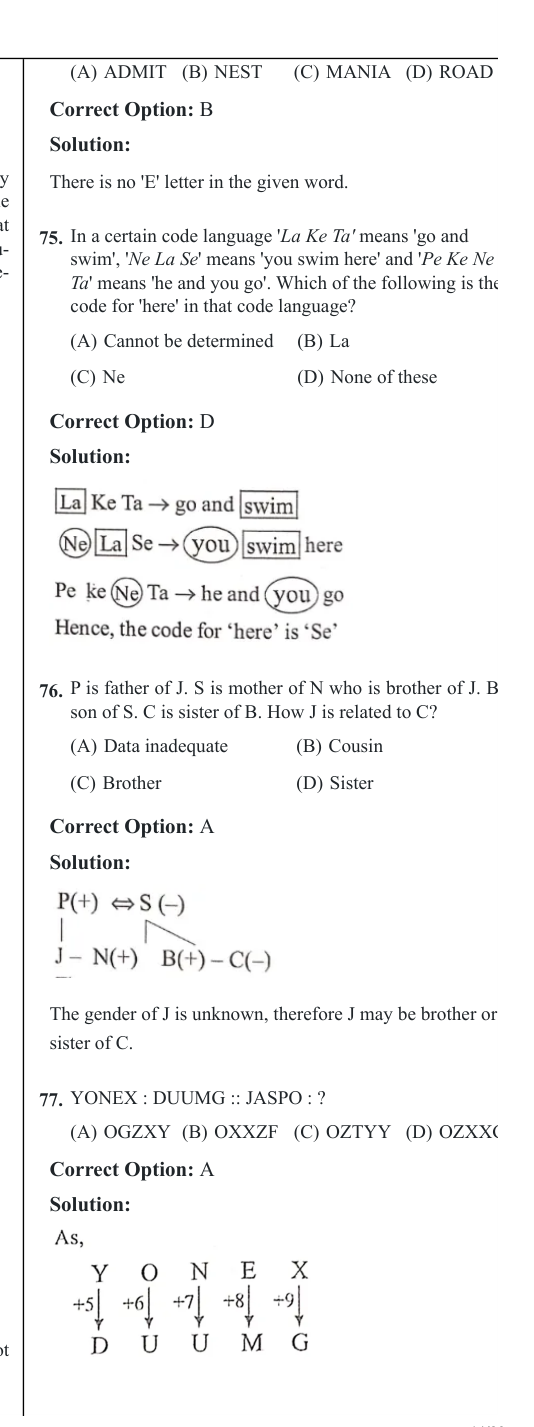 y
e
at
-
e-
ot
(A) ADMIT (B) NEST (C) MANIA (D) ROAD
Correct Option: B
Solution:
There is no 'E' letter in the given word.
75. In a certain code language 'La Ke Ta' means 'go and
swim', 'Ne La Se' means 'you swim here' and 'Pe Ke Ne
Ta' means 'he and you go'. Which of the following is the
code for 'here' in that code language?
(A) Cannot be determined (B) La
(C) Ne (D) None of these
Correct Option: D
Solution:
La Ke Ta → go and swim
Ne La Se → you swim here
Pe ke Ne Ta → he and you go
Hence, the code for ‘here’ is ‘Se’
76. P is father of J. S is mother of N who is brother of J. B
son of S. C is sister of B. How J is related to C?
(A) Data inadequate (B) Cousin
(C) Brother (D) Sister
Correct Option: A
Solution:
P(+) ⇔ S (–)
J – N(+) B(+) – C(–)
The gender of J is unknown, therefore J may be brother or
sister of C.
77. YONEX : DUUMG :: JASPO : ?
(A) OGZXY (B) OXXZF (C) OZTYY (D) OZXX
Correct Option: A
Solution:
As,
Y O N E X
+5 +6 +7 +8 +9
D U U M G